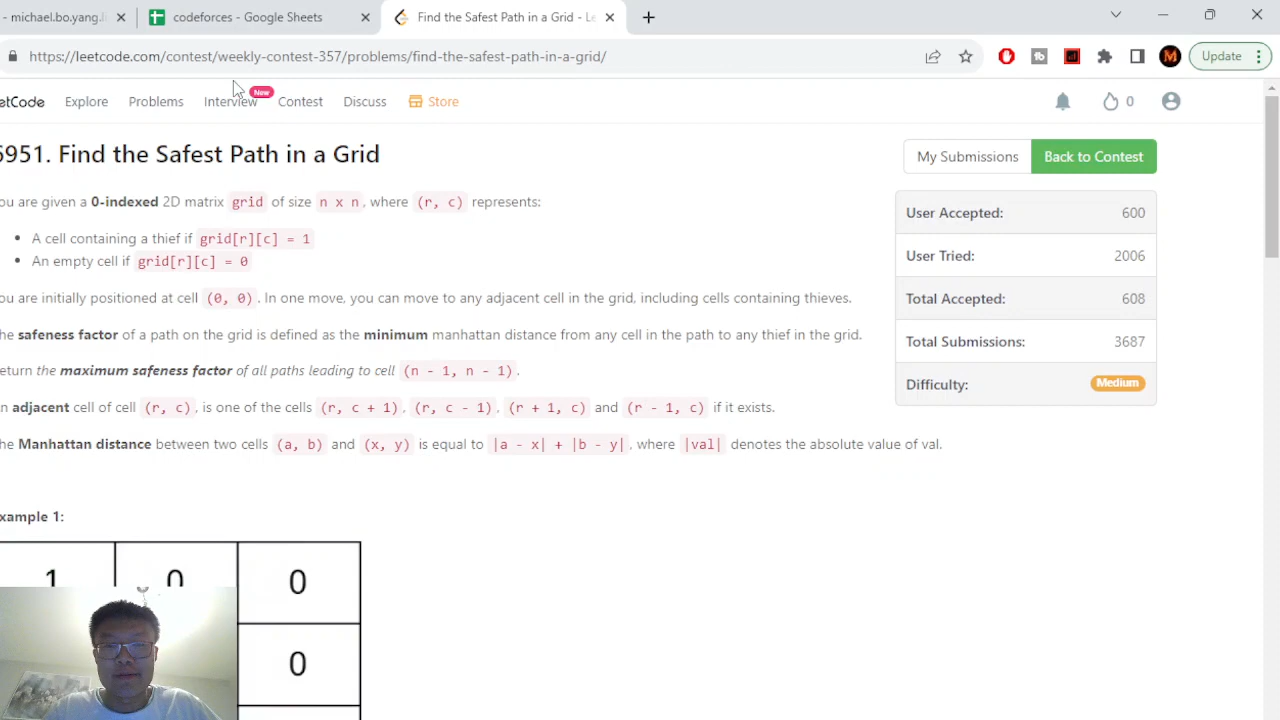 - michael.bo.yang.li
codeforces - Google Sheets
Find the Safest Path in a Grid - Le
https://leetcode.com/contest/weekly-contest-357/problems/find-the-safest-path-in-a-grid/
Update
etCode
Explore
Problems
Interview
New
Contest
Discuss
Store
0
6951. Find the Safest Path in a Grid
My Submissions
Back to Contest
ou are given a 0-indexed 2D matrix grid of size n x n, where (r, c) represents:
• A cell containing a thief if grid[r][c] = 1
• An empty cell if grid[r][c] = 0
ou are initially positioned at cell (0, 0). In one move, you can move to any adjacent cell in the grid, including cells containing thieves.
he safeness factor of a path on the grid is defined as the minimum manhattan distance from any cell in the path to any thief in the grid.
eturn the maximum safeness factor of all paths leading to cell (n - 1, n - 1).
n adjacent cell of cell (r, c), is one of the cells (r, c + 1), (r, c - 1), (r + 1, c) and (r - 1, c) if it exists.
he Manhattan distance between two cells (a, b) and (x, y) is equal to |a - x| + |b - y|, where |val| denotes the absolute value of val.
User Accepted: 600
User Tried: 2006
Total Accepted: 608
Total Submissions: 3687
Difficulty: Medium
xample 1:
1 0 0
0